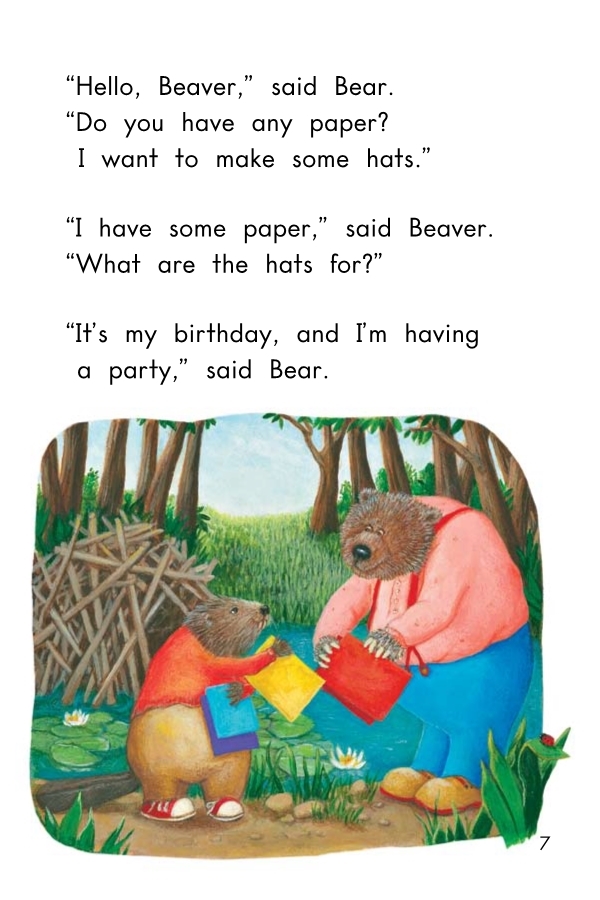 “Hello, Beaver,” said Bear.
“Do you have any paper?
I want to make some hats.”
“I have some paper,” said Beaver.
“What are the hats for?”
“It’s my birthday, and I’m having
a party,” said Bear.
7